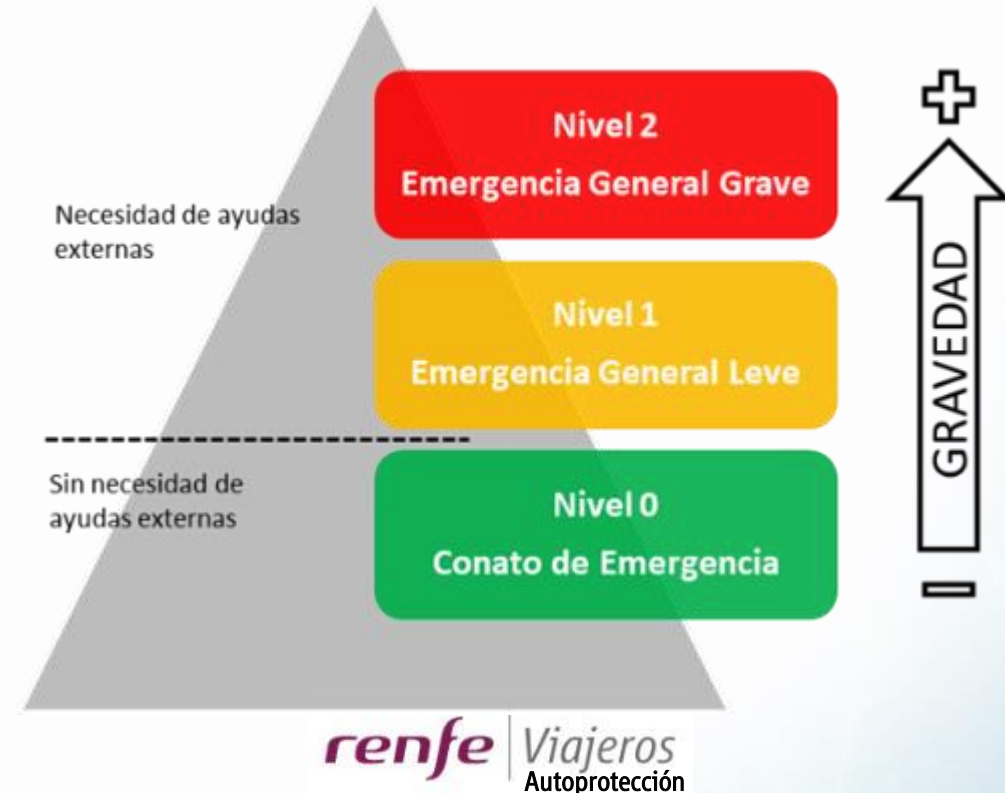 Nivel 2
Emergencia General Grave
Necesidad de ayudas
externas
Nivel 1
Emergencia General Leve
Sin necesidad de
ayudas externas
Nivel 0
Conato de Emergencia
+
GRAVEDAD
−
renfe Viajeros
Autoprotección